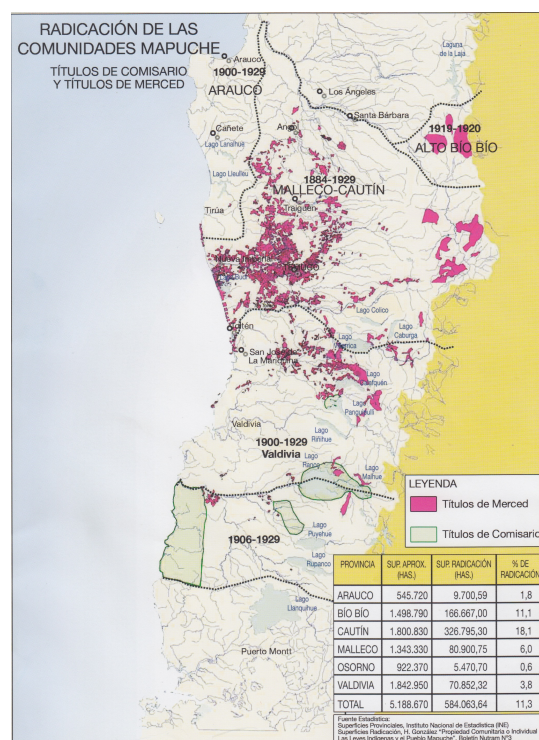 RADICACIÓN DE LAS
COMUNIDADES MAPUCHE
TÍTULOS DE COMISARIO
Y TÍTULOS DE MERCED
Laguna
de la Laja
Arauco
1900-1929
ARAUCO
Los Ángeles
Santa Bárbara
Cañete
Angol
1919-1920
ALTO BÍO BÍO
Lago Lanalhue
Lago Lleulleu
1884-1929
MALLECO-CAUTÍN
Traiguén
Tirúa
Nueva Imperial
TEMUCO
Lago Budi
Lago Colico
Toltén
Lago
Caburga
Lago
Villarrica
San José de
La Mariquina
Lago
Calafquén
Lago
Panguipulli
Valdivia
Lago
Riñihue
1900-1929
Valdivia
Lago
Ranco
Lago
Maihue
LEYENDA
Títulos de Merced
Títulos de Comisario
Lago
Puyehue
1906-1929
Lago
Rupanco
Lago
Llanquihue
Puerto Montt
PROVINCIA SUP. APROX. (HAS.) SUP. RADICACIÓN (HAS.) % DE RADICACIÓN
ARAUCO 545.720 9.700,59 1,8
BÍO BÍO 1.498.790 166.667,00 11,1
CAUTÍN 1.800.830 326.795,30 18,1
MALLECO 1.343.330 80.900,75 6,0
OSORNO 922.370 5.470,70 0,6
VALDIVIA 1.842.950 70.852,32 3,8
TOTAL 5.188.670 584.063,64 11,3
Fuente Estadística:
Superficies Provinciales, Instituto Nacional de Estadística (INE)
Superficies Radicación, H. González "Propiedad Comunitaria o Individual
Las Leyes Indígenas y el Pueblo Mapuche", Boletín Nutram Nº3